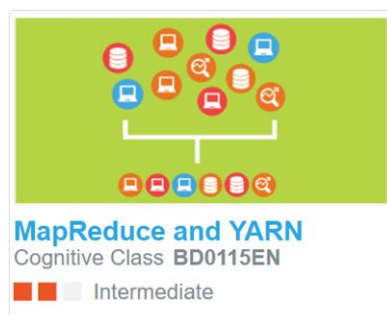 MapReduce and YARN
Cognitive Class BD0115EN
Intermediate